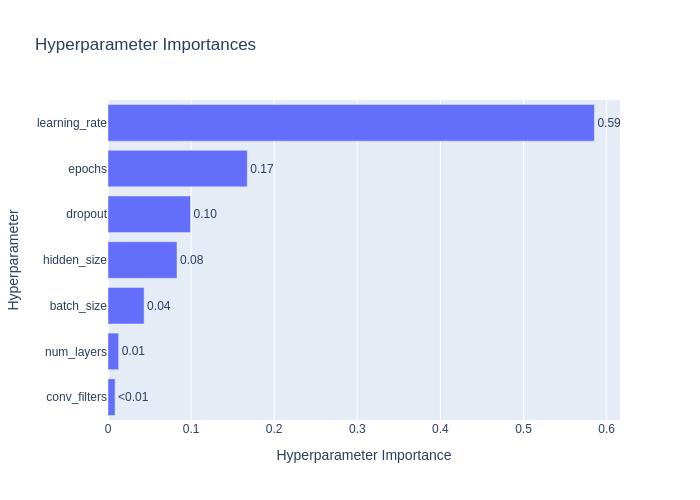 Hyperparameter Importances
Hyperparameter
learning_rate 0.59
epochs 0.17
dropout 0.10
hidden_size 0.08
batch_size 0.04
num_layers 0.01
conv_filters <0.01
0 0.1 0.2 0.3 0.4 0.5 0.6
Hyperparameter Importance